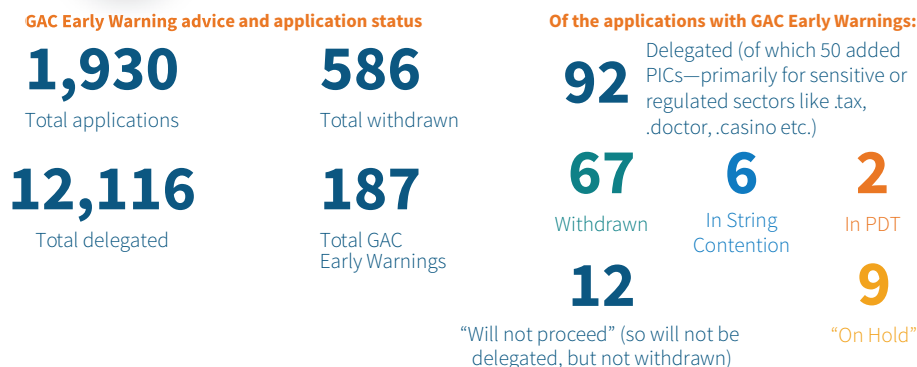 GAC Early Warning advice and application status
1,930
Total applications
586
Total withdrawn
12,116
Total delegated
187
Total GAC
Early Warnings
Of the applications with GAC Early Warnings:
92
Delegated (of which 50 added
PICs—primarily for sensitive or
regulated sectors like .tax,
.doctor, .casino etc.)
67
Withdrawn
6
In String
Contention
2
In PDT
12
“Will not proceed” (so will not be
delegated, but not withdrawn)
9
“On Hold”